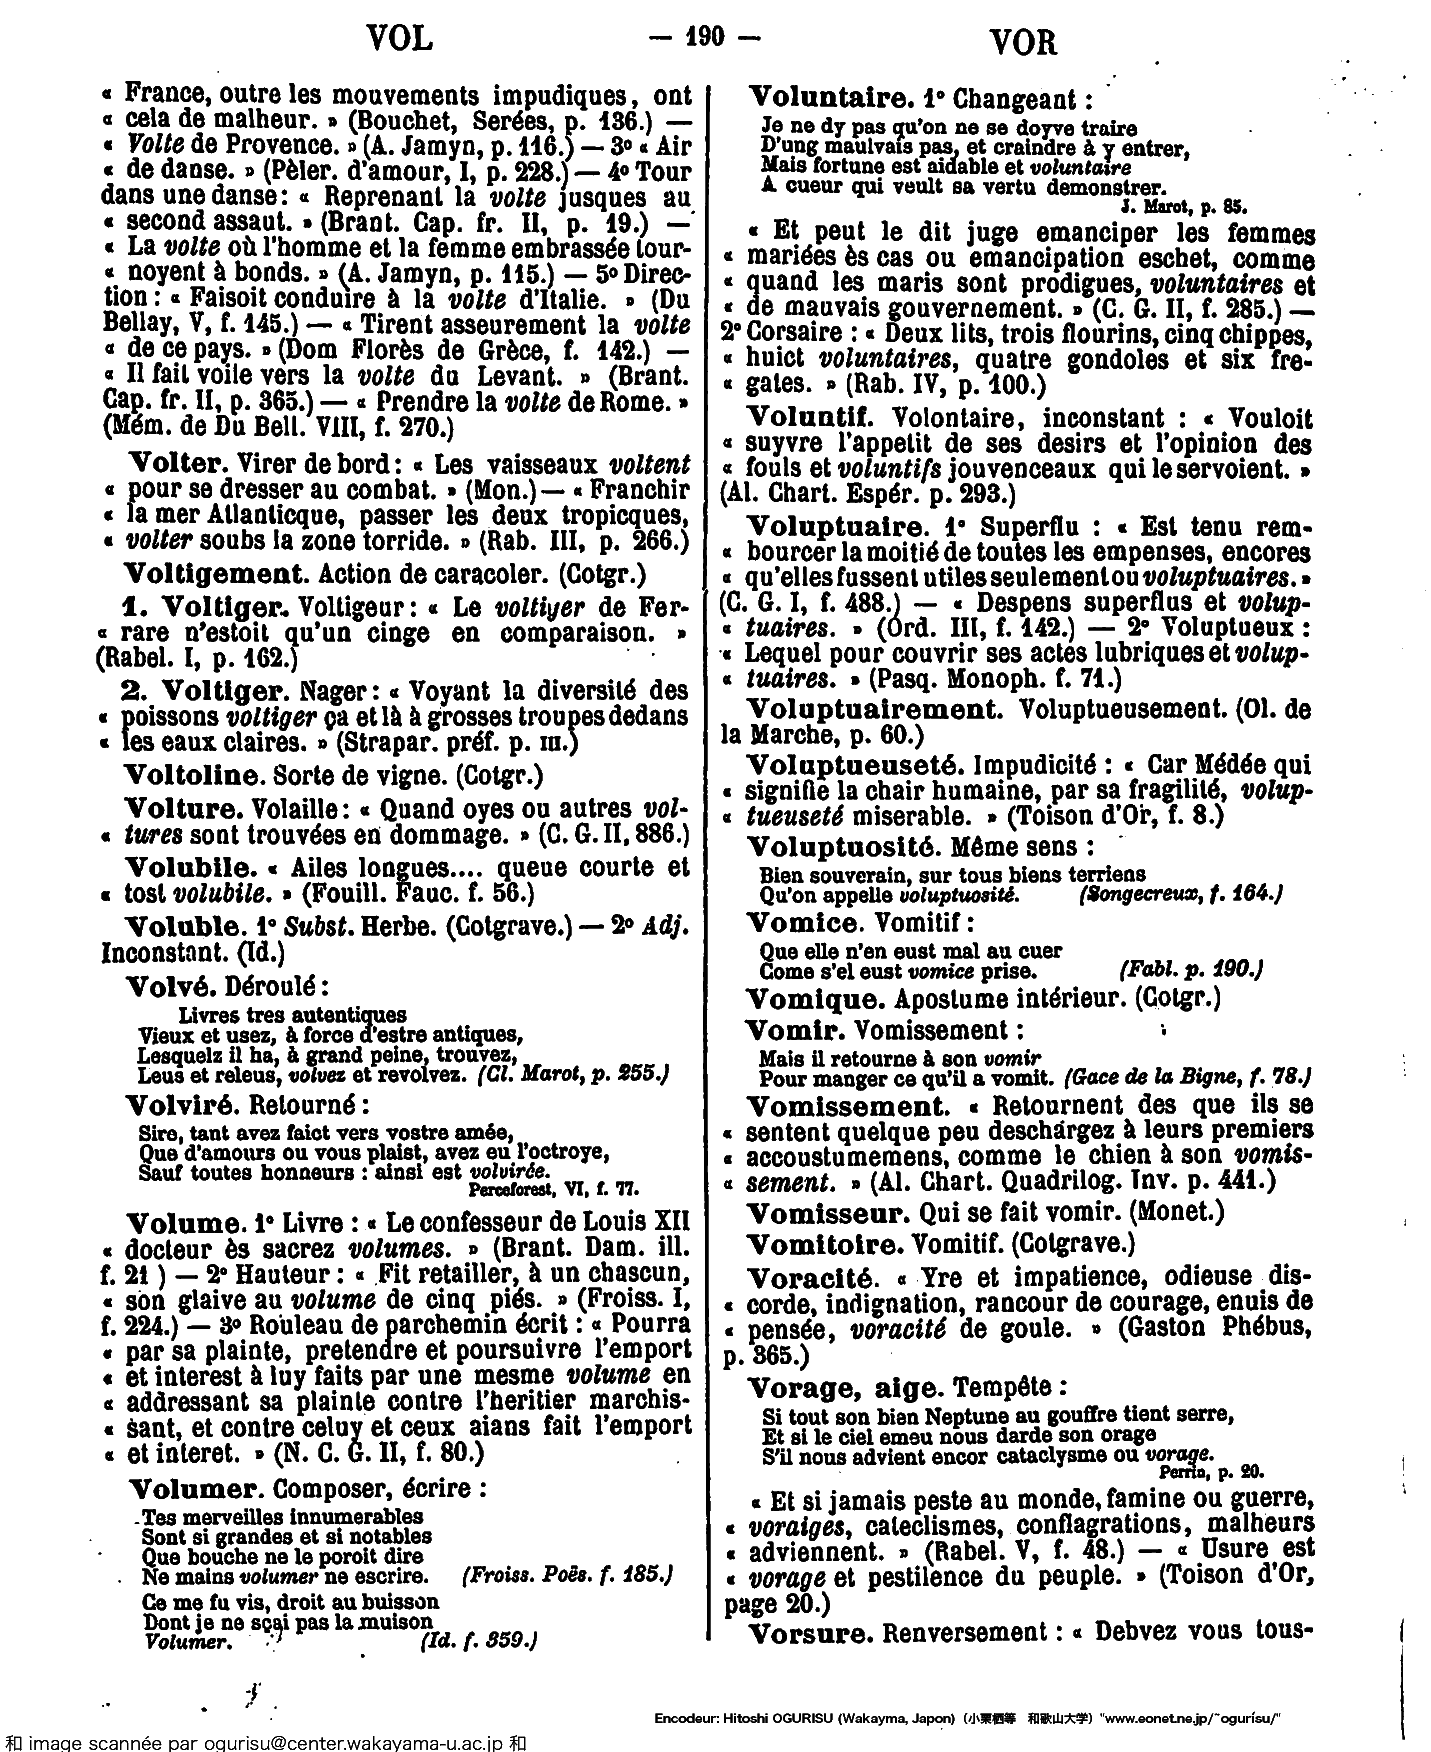 VOL — 190 — VOR
« France, outre les mouvements impudiques, ont
« cela de malheur. » (Bouchet, Serées, p. 136.) —
« Volte de Provence. » (A. Jamyn, p. 116.) — 3º « Air
« de danse. » (Pèler. d'amour, I, p. 228.) — 4º Tour
dans une danse : « Reprenant la volte jusques au
« second assaut. » (Brant. Cap. fr. II, p. 19.) —
« La volte où l'homme et la femme embrassée tour-
« noyent à bonds. » (A. Jamyn, p. 115.) — 5º Direc-
tion : « Faisoit conduire à la volte d'Italie. » (Du
Bellay, V, f. 145.) — « Tirent asseurement la volte
« de ce pays. » (Dom Florès de Grèce, f. 142.) —
« Il fait voile vers la volte du Levant. » (Brant.
Cap. fr. II, p. 365.) — « Prendre la volte de Rome. »
(Mém. de Du Bell. VIII, f. 270.)
Volter. Virer de bord : « Les vaisseaux voltent
« pour se dresser au combat. » (Mon.) — « Franchir
« la mer Atlanticque, passer les deux tropicques,
« volter soubs la zone torride. » (Rab. III, p. 266.)
Voltigement. Action de caracoler. (Cotgr.)
1. Voltiger. Voltigeur : « Le voltiyer de Fer-
« rare n'estoit qu'un cinge en comparaison. »
(Rabel. I, p. 162.)
2. Voltiger. Nager : « Voyant la diversité des
« poissons voltiger ça et là à grosses troupes dedans
« les eaux claires. » (Strapar. préf. p. III.)
Voltoline. Sorte de vigne. (Cotgr.)
Volture. Volaille : « Quand oyes ou autres vol-
« tures sont trouvées en dommage. » (C. G. II, 886.)
Volubile. « Ailes longues.... queue courte et
« tost volubile. » (Fouill. Fauc. f. 56.)
Voluble. 1º Subst. Herbe. (Cotgrave.) — 2º Adj.
Inconstant. (Id.)
Volvé. Déroulé :
Livres tres autentiques
Vieux et usez, à force d'estre antiques,
Lesquelz il ha, à grand peine, trouvez,
Leus et releus, volvez et revolvez. (Cl. Marot, p. 255.)
Volviré. Retourné :
Sire, tant avez faict vers vostre amée,
Que d'amours ou vous plaist, avez eu l'octroye,
Sauf toutes honneurs : ainsi est volvirée.
Perceforest, VI, f. 77.
Volume. 1º Livre : « Le confesseur de Louis XII
« docteur ès sacrez volumes. » (Brant. Dam. ill.
f. 21 ) — 2º Hauteur : « Fit retailler, à un chascun,
« son glaive au volume de cinq piés. » (Froiss. I,
f. 224.) — 3º Rouleau de parchemin écrit : « Pourra
« par sa plainte, pretendre et poursuivre l'emport
« et interest à luy faits par une mesme volume en
« addressant sa plainte contre l'heritier marchis-
« sant, et contre celuy et ceux aians fait l'emport
« et interet. » (N. C. G. II, f. 80.)
Volumer. Composer, écrire :
Tes merveilles innumerables
Sont si grandes et si notables
Que bouche ne le poroit dire
Ne mains volumer ne escrire. (Froiss. Poës. f. 185.)
Ce me fu vis, droit au buisson
Dont je ne sçai pas la muison
Volumer. (Id. f. 359.)
Voluntaire. 1º Changeant :
Je ne dy pas qu'on ne se doyve traire
D'ung maulvais pas, et craindre à y entrer,
Mais fortune est aidable et voluntaire
A cueur qui veult sa vertu demonstrer.
J. Marot, p. 85.
« Et peut le dit juge emanciper les femmes
« mariées ès cas ou emancipation eschet, comme
« quand les maris sont prodigues, voluntaires et
« de mauvais gouvernement. » (C. G. II, f. 285.) —
2º Corsaire : « Deux lits, trois flourins, cinq chippes,
« huict voluntaires, quatre gondoles et six fre-
« gates. » (Rab. IV, p. 100.)
Voluntif. Volontaire, inconstant : « Vouloit
« suyvre l'appetit de ses desirs et l'opinion des
« fouls et voluntifs jouvenceaux qui le servoient. »
(Al. Chart. Espér. p. 293.)
Voluptuaire. 1º Superflu : « Est tenu rem-
« bourcer la moitié de toutes les empenses, encores
« qu'elles fussent utiles seulement ou voluptuaires. »
(C. G. I, f. 488.) — « Despens superflus et volup-
« tuaires. » (Ord. III, f. 142.) — 2º Voluptueux :
« Lequel pour couvrir ses actes lubriques et volup-
« tuaires. » (Pasq. Monoph. f. 71.)
Voluptuairement. Voluptueusement. (Ol. de
la Marche, p. 60.)
Voluptueuseté. Impudicité : « Car Médée qui
« signifie la chair humaine, par sa fragilité, volup-
« tueuseté miserable. » (Toison d'Or, f. 8.)
Voluptuosité. Même sens :
Bien souverain, sur tous biens terriens
Qu'on appelle voluptuosité. (Songecreux, f. 164.)
Vomice. Vomitif :
Que elle n'en eust mal au cuer
Come s'el eust vomice prise. (Fabl. p. 190.)
Vomique. Apostume intérieur. (Cotgr.)
Vomir. Vomissement :
Mais il retourne à son vomir
Pour manger ce qu'il a vomit. (Gace de la Bigne, f. 78.)
Vomissement. « Retournent des que ils se
« sentent quelque peu deschargez à leurs premiers
« accoustumemens, comme le chien à son vomis-
« sement. » (Al. Chart. Quadrilog. Inv. p. 441.)
Vomisseur. Qui se fait vomir. (Monet.)
Vomitoire. Vomitif. (Cotgrave.)
Voracité. « Yre et impatience, odieuse dis-
« corde, indignation, rancour de courage, enuis de
« pensée, voracité de goule. » (Gaston Phébus,
p. 365.)
Vorage, aige. Tempête :
Si tout son bien Neptune au gouffre tient serre,
Et si le ciel emeu nous darde son orage
S'il nous advient encor cataclysme ou vorage.
Perrin, p. 20.
« Et si jamais peste au monde, famine ou guerre,
« voraiges, cateclismes, conflagrations, malheurs
« adviennent. » (Rabel. V, f. 48.) — « Usure est
« vorage et pestilence du peuple. » (Toison d'Or,
page 20.)
Vorsure. Renversement : « Debvez vous tous-
Encodeur: Hitoshi OGURISU (Wakayma, Japon) (小栗栖等 和歌山大学) "www.eonet.ne.jp/~ogurisu/"
和 image scannée par ogurisu@center.wakayama-u.ac.jp 和